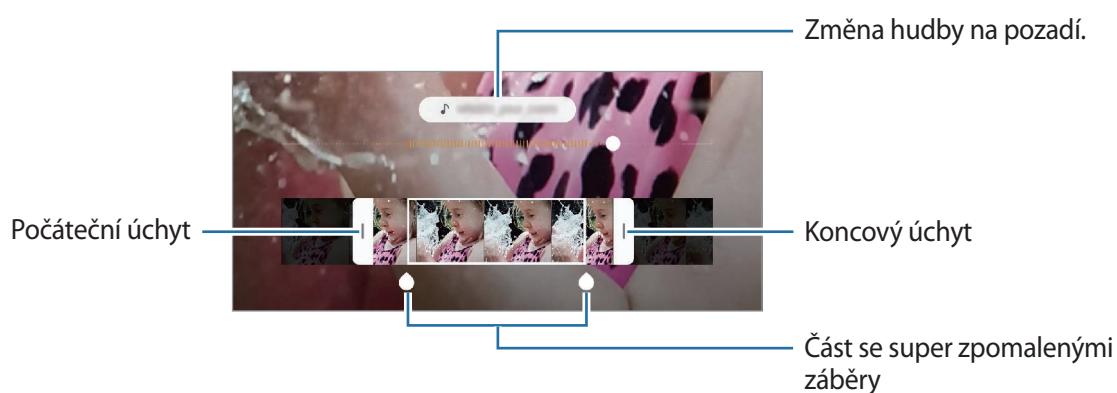 Změna hudby na pozadí.
Počáteční úchyt
Koncový úchyt
Část se super zpomalenými
záběry